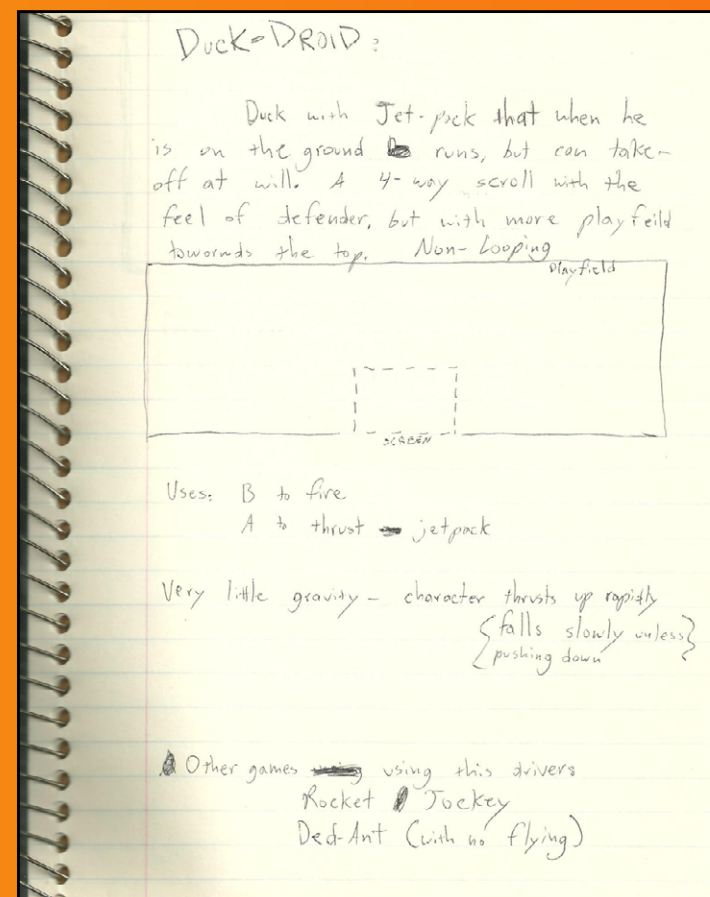 Duck-DROID:
Duck with Jet-pack that when he
is on the ground runs, but can take-
off at will. A 4-way scroll with the
feel of defender, but with more playfeild
towornds the top. Non-Looping
Playfield
SCREEN
Uses: B to fire
A to thrust jetpack
Very little gravity - character thrusts up rapidly
{falls slowly unless}
{pushing down
Other games using this drivers
Rocket Jockey
Ded-Ant (with no flying)